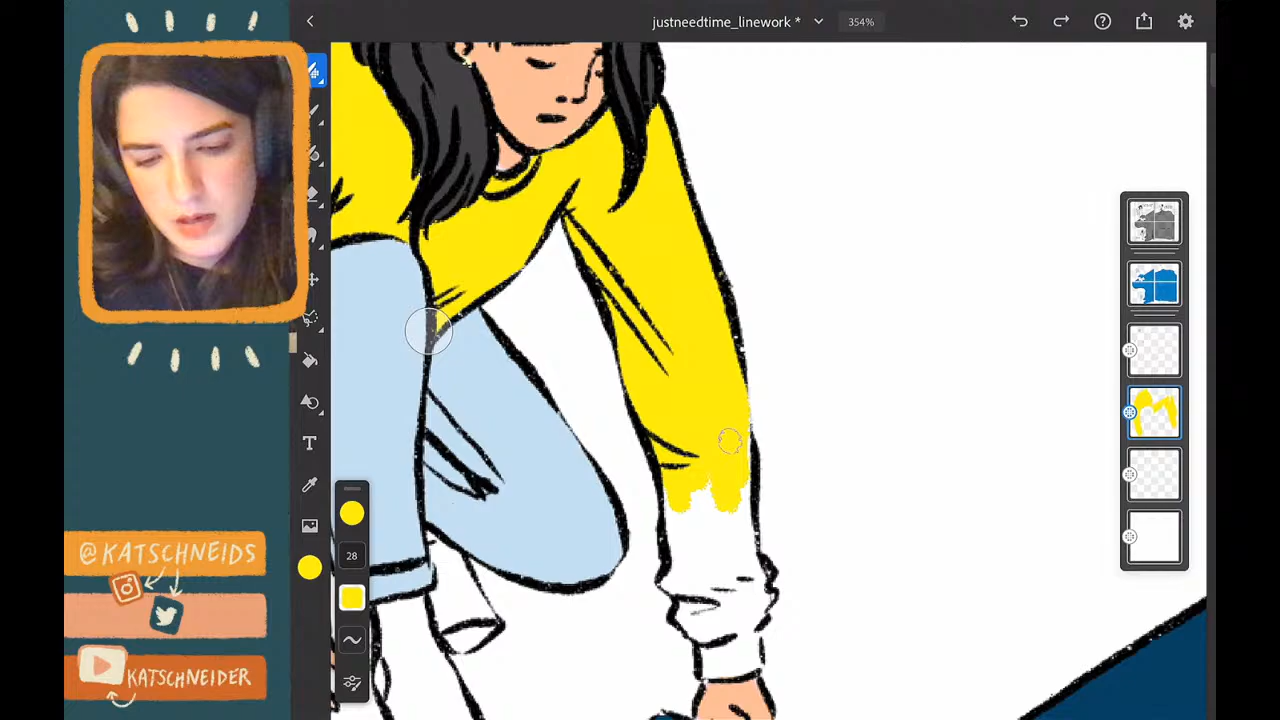 justneedtime_linework *
354%
28
T
@KATSCHNEIDS
KATSCHNEIDER